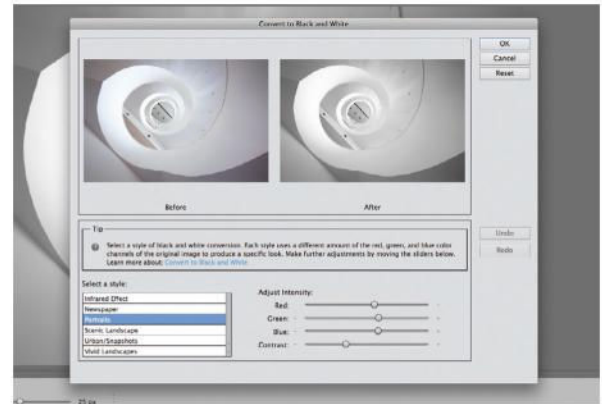 Convert to Black and White
OK
Cancel
Reset
Before
After
Tip
Select a style of black and white conversion. Each style uses a different amount of the red, green, and blue color
channels of the original image to produce a specific look. Make further adjustments by moving the sliders below.
Learn more about: Convert to Black and White
Undo
Redo
Select a style:
Infrared Effect
Newspaper
Portraits
Scenic Landscape
Urban/Snapshots
Vivid Landscapes
Adjust Intensity:
Red:
Green:
Blue:
Contrast:
25 px